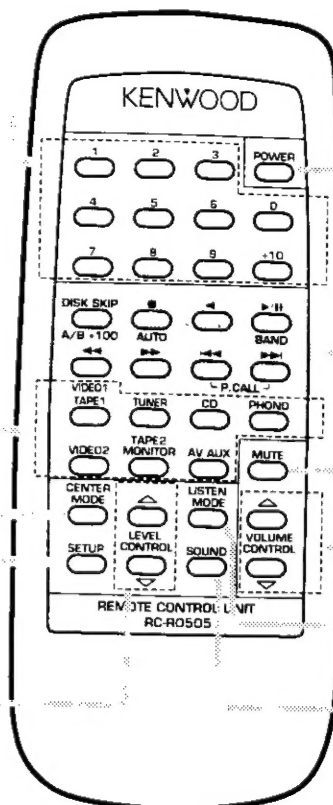 KENWOOD
1 2 3 POWER
4 5 6 0
7 8 9 +10
DISK SKIP ■ ◄ ►/II
A/B +100 AUTO BAND
◄◄ ►► I◄◄ ►►I
P.CALL
VIDEO1
TAPE1 TUNER CD PHONO
TAPE2
VIDEO2 MONITOR AV AUX MUTE
CENTER LISTEN
MODE MODE
LEVEL VOLUME
SETUP CONTROL SOUND CONTROL
REMOTE CONTROL UNIT
RC-R0505